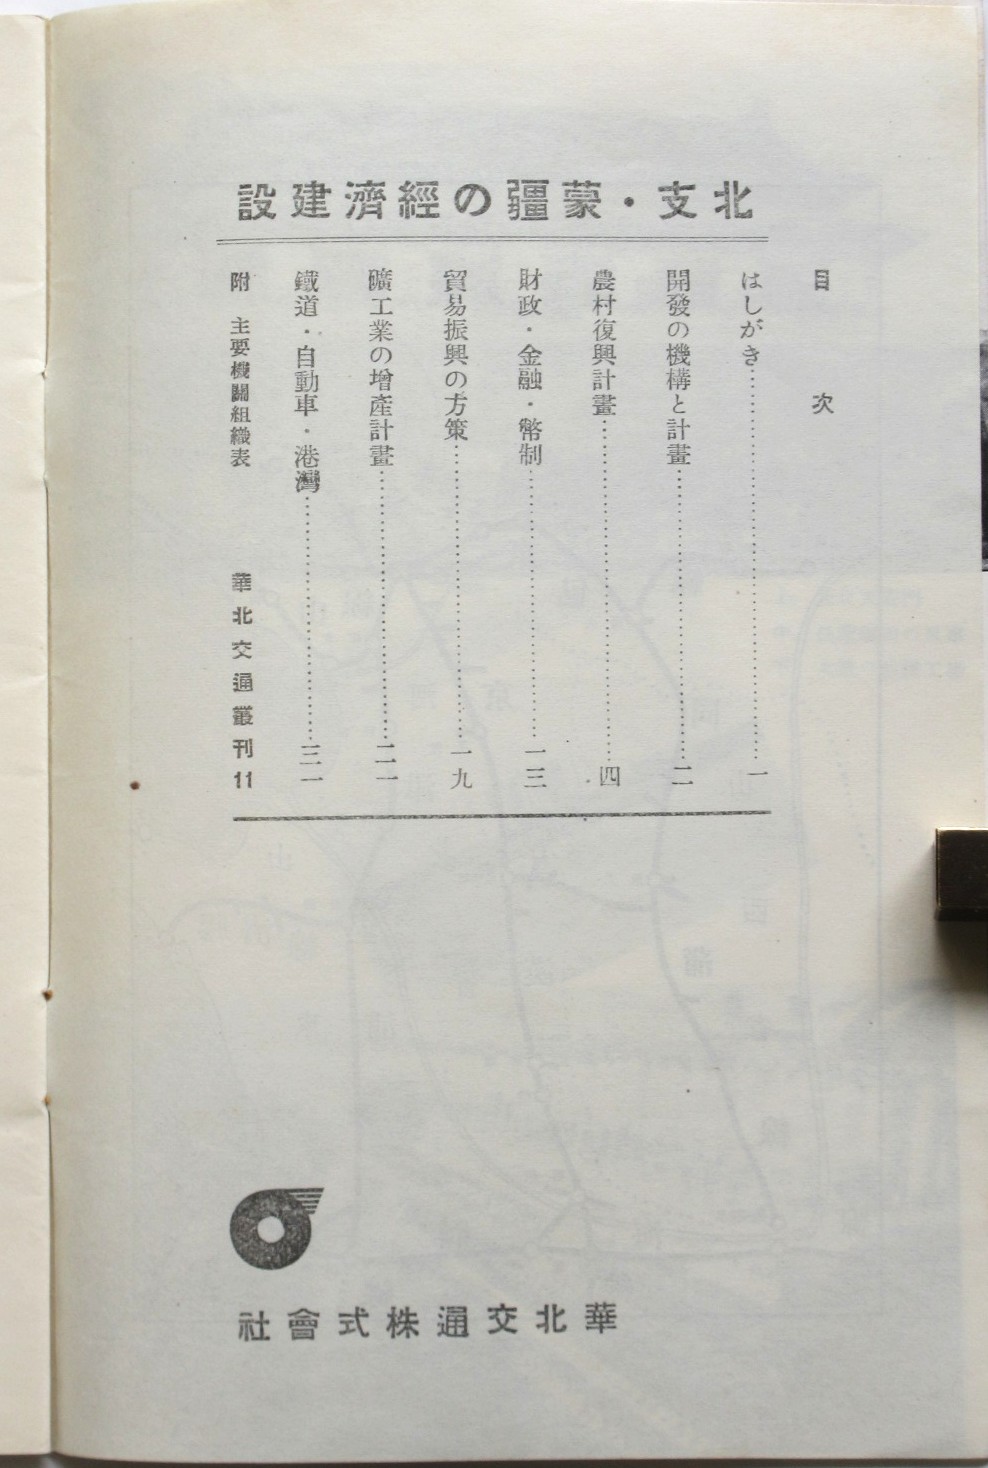 北支・蒙疆の經濟建設
目次
はしがき……一
開發の機構と計畫……二
農村復興計畫……四
財政・金融・幣制……一三
貿易振興の方策……一九
礦工業の增產計畫……二一
鐵道・自動車・港灣……三一
附 主要機關組織表
華北交通叢刊11
華北交通株式會社